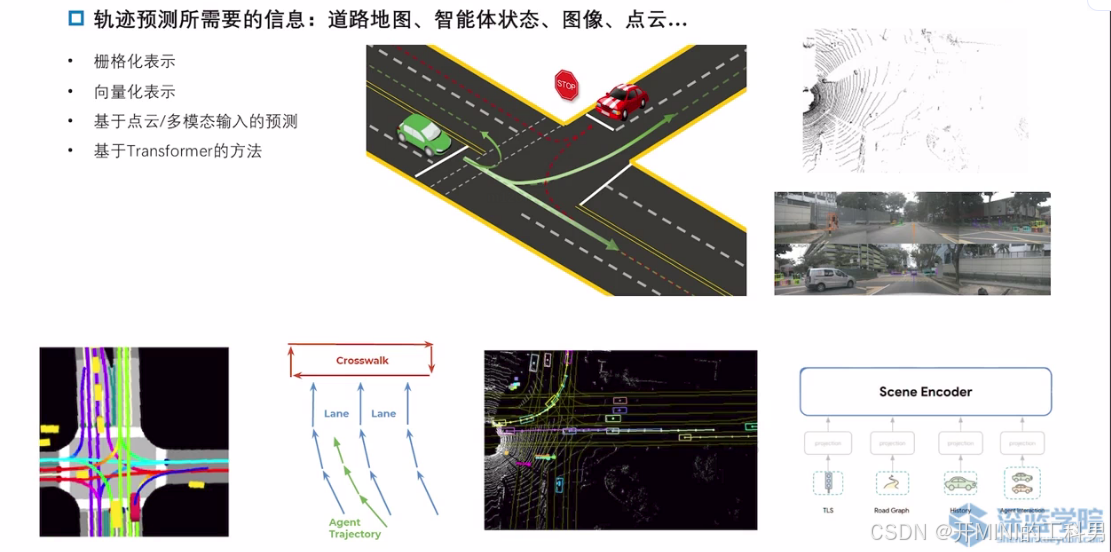 轨迹预测所需要的信息：道路地图、智能体状态、图像、点云...
• 栅格化表示
• 向量化表示
• 基于点云/多模态输入的预测
• 基于Transformer的方法
STOP
Crosswalk
Lane Lane
Agent
Trajectory
Scene Encoder
projection projection projection projection
TLS Road Graph History Agent Interaction
深蓝学院
CSDN @开MINI的工科男